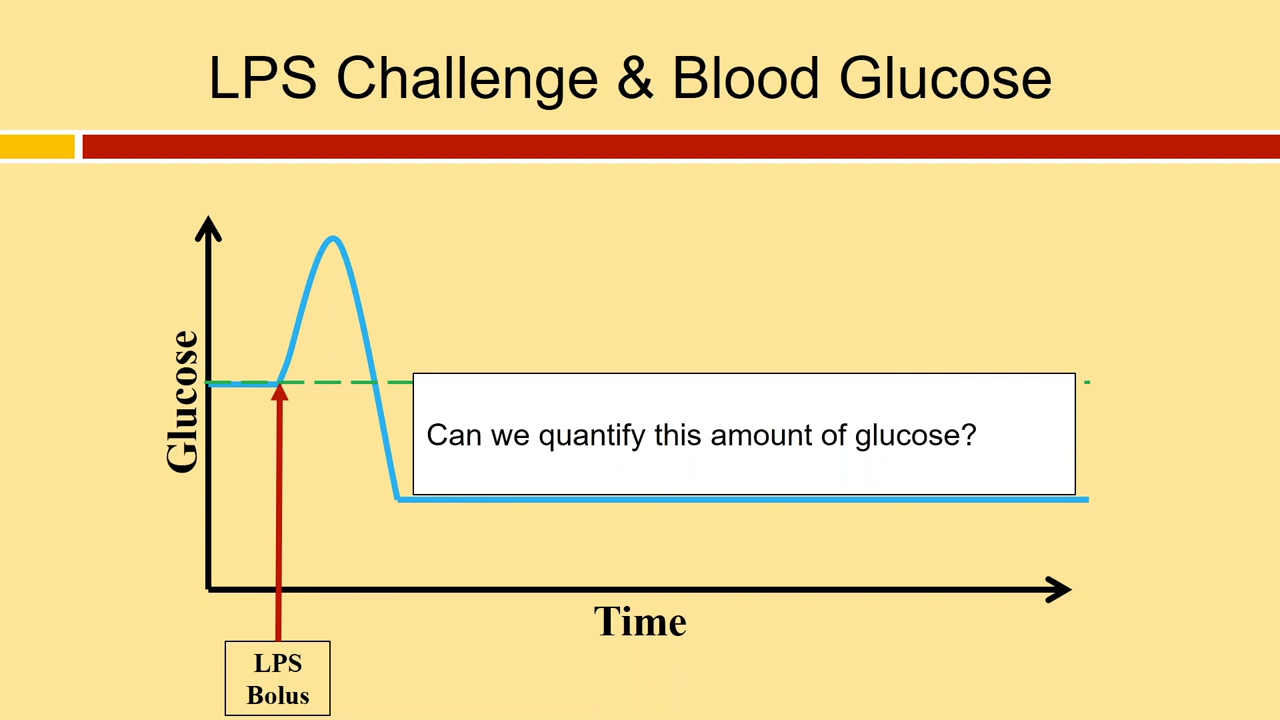 LPS Challenge & Blood Glucose
Glucose
Can we quantify this amount of glucose?
Time
LPS
Bolus